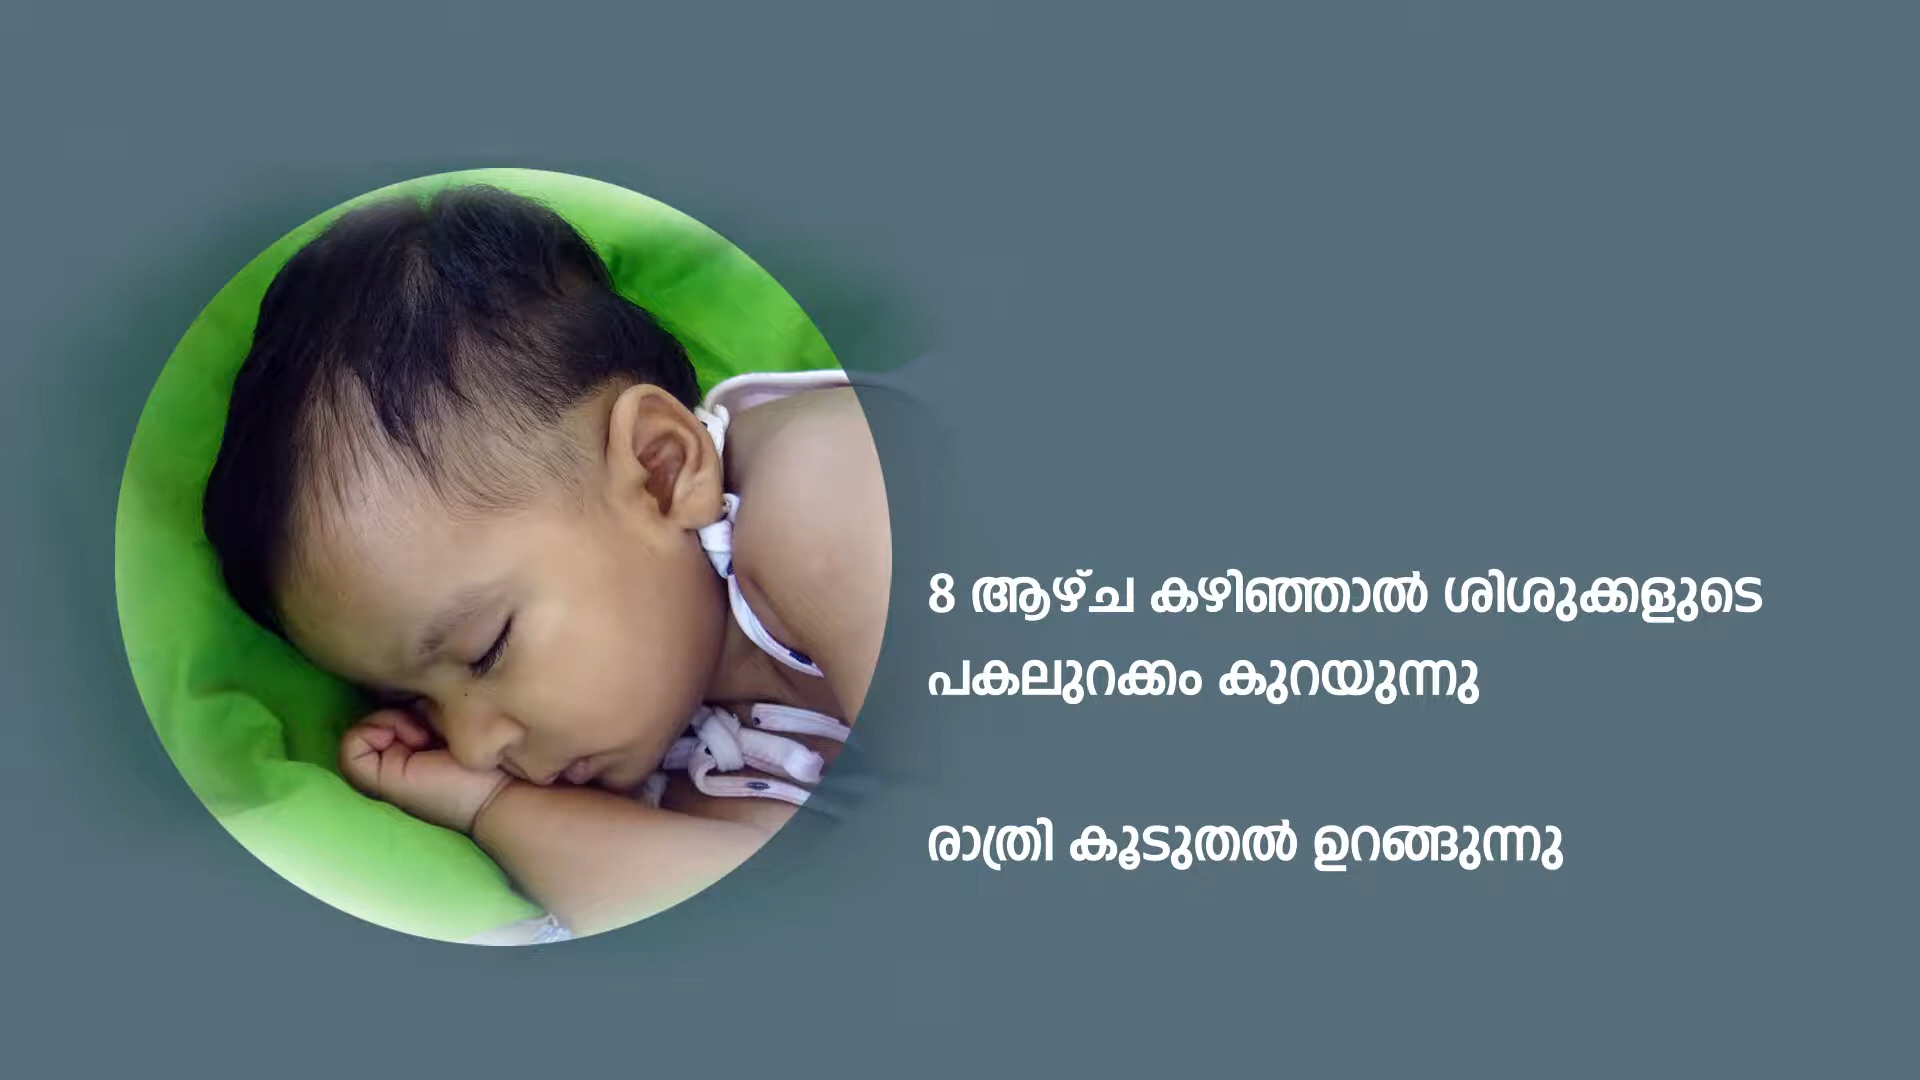 8 ആഴ്ച കഴിഞ്ഞാൽ ശിശുക്കളുടെ
പകലുറക്കം കുറയുന്നു
രാത്രി കൂടുതൽ ഉറങ്ങുന്നു